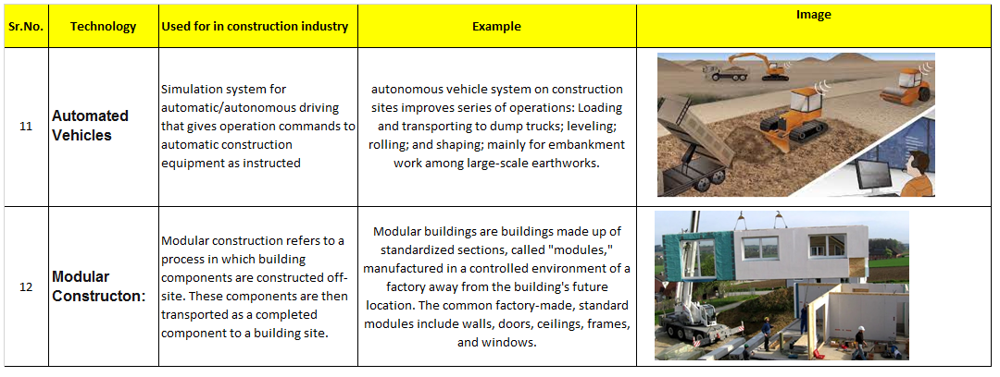 Sr.No. Technology Used for in construction industry Example Image
11
Automated
Vehicles
Simulation system for
automatic/autonomous driving
that gives operation commands to
automatic construction
equipment as instructed
autonomous vehicle system on construction
sites improves series of operations: Loading
and transporting to dump trucks; leveling;
rolling; and shaping; mainly for embankment
work among large-scale earthworks.
12
Modular
Constructon:
Modular construction refers to a
process in which building
components are constructed off-
site. These components are then
transported as a completed
component to a building site.
Modular buildings are buildings made up of
standardized sections, called "modules,"
manufactured in a controlled environment of a
factory away from the building's future
location. The common factory-made, standard
modules include walls, doors, ceilings, frames,
and windows.